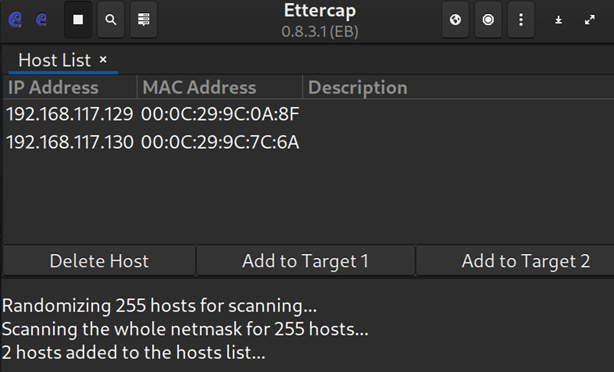 Ettercap
0.8.3.1 (EB)
Host List ×
IP Address MAC Address Description
192.168.117.129 00:0C:29:9C:0A:8F
192.168.117.130 00:0C:29:9C:7C:6A
Delete Host Add to Target 1 Add to Target 2
Randomizing 255 hosts for scanning...
Scanning the whole netmask for 255 hosts...
2 hosts added to the hosts list...